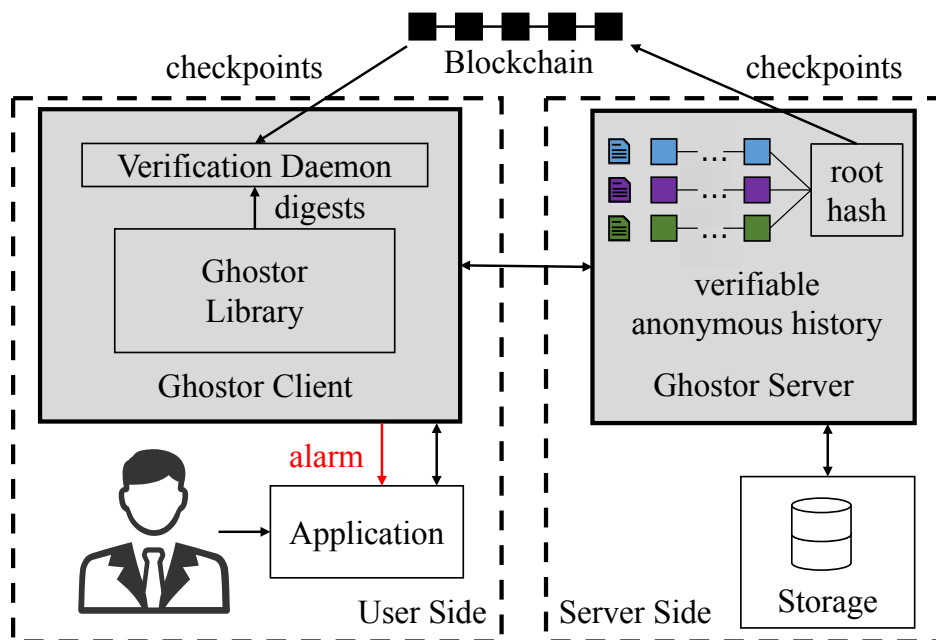 Blockchain
checkpoints
checkpoints
Verification Daemon
digests
Ghostor
Library
Ghostor Client
alarm
Application
User Side
...
...
...
root
hash
verifiable
anonymous history
Ghostor Server
Storage
Server Side